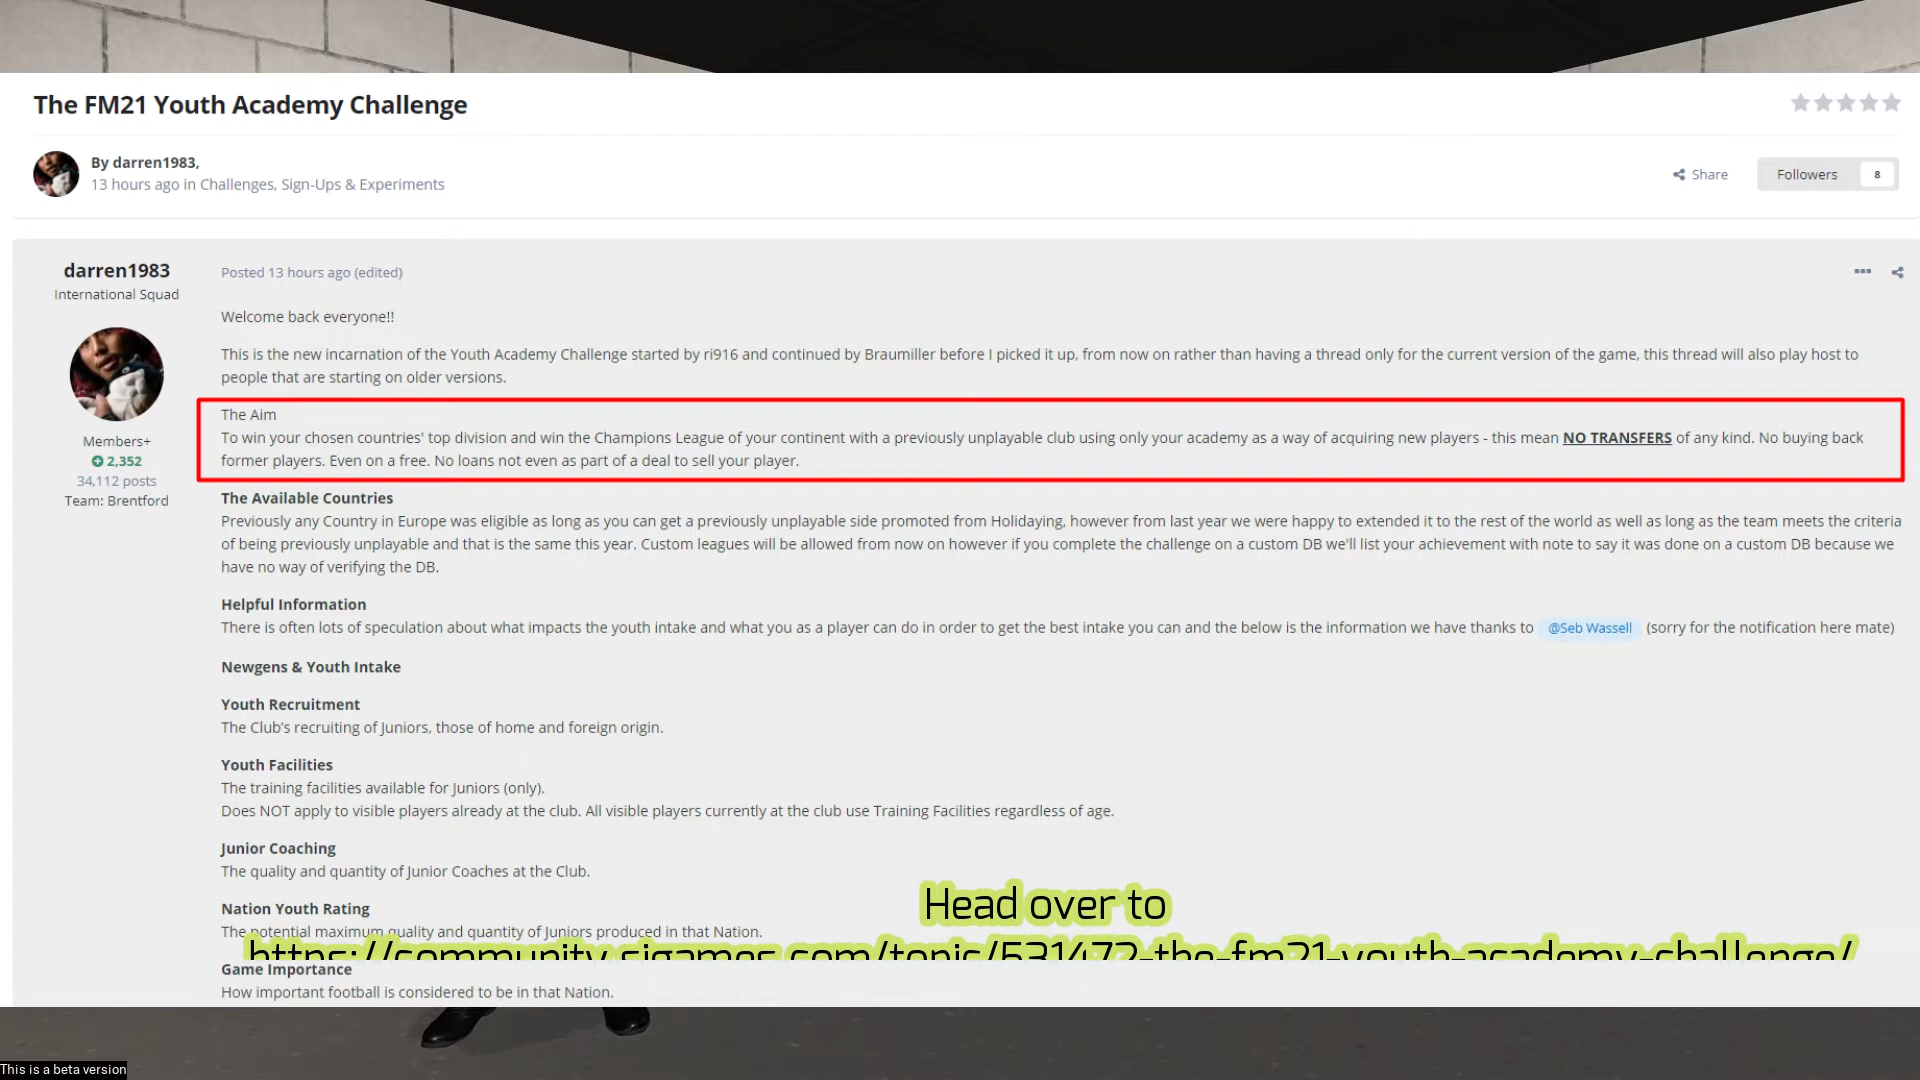 The FM21 Youth Academy Challenge
By darren1983,
13 hours ago in Challenges, Sign-Ups & Experiments
Share
Followers 8
darren1983
International Squad
Members+
2,352
34,112 posts
Team: Brentford
Posted 13 hours ago (edited)
Welcome back everyone!!
This is the new incarnation of the Youth Academy Challenge started by ri916 and continued by Braumiller before I picked it up, from now on rather than having a thread only for the current version of the game, this thread will also play host to
people that are starting on older versions.
The Aim
To win your chosen countries' top division and win the Champions League of your continent with a previously unplayable club using only your academy as a way of acquiring new players - this mean NO TRANSFERS of any kind. No buying back
former players. Even on a free. No loans not even as part of a deal to sell your player.
The Available Countries
Previously any Country in Europe was eligible as long as you can get a previously unplayable side promoted from Holidaying, however from last year we were happy to extended it to the rest of the world as well as long as the team meets the criteria
of being previously unplayable and that is the same this year. Custom leagues will be allowed from now on however if you complete the challenge on a custom DB we'll list your achievement with note to say it was done on a custom DB because we
have no way of verifying the DB.
Helpful Information
There is often lots of speculation about what impacts the youth intake and what you as a player can do in order to get the best intake you can and the below is the information we have thanks to @Seb Wassell (sorry for the notification here mate)
Newgens & Youth Intake
Youth Recruitment
The Club's recruiting of Juniors, those of home and foreign origin.
Youth Facilities
The training facilities available for Juniors (only).
Does NOT apply to visible players already at the club. All visible players currently at the club use Training Facilities regardless of age.
Junior Coaching
The quality and quantity of Junior Coaches at the Club.
Nation Youth Rating
The potential maximum quality and quantity of Juniors produced in that Nation.
Game Importance
How important football is considered to be in that Nation.
Head over to
https://community.sigames.com/topic/531472-the-fm21-youth-academy-challenge/
This is a beta version